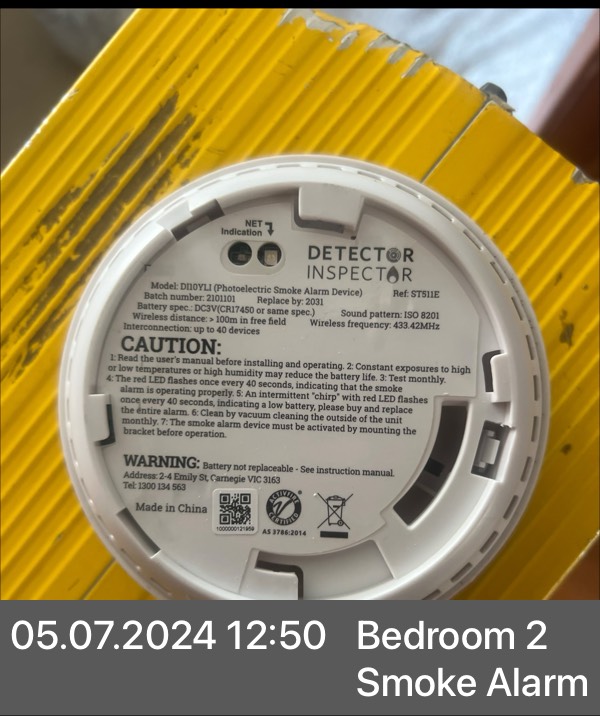 NET
Indication
DETECTOR
INSPECTOR
Model: DI10YLI (Photoelectric Smoke Alarm Device) Ref: ST511E
Batch number: 2101101 Replace by: 2031
Battery spec.: DC3V(CR17450 or same spec.) Sound pattern: ISO 8201
Wireless distance: > 100m in free field Wireless frequency: 433.42MHz
Interconnection: up to 40 devices
CAUTION:
1: Read the user's manual before installing and operating. 2: Constant exposures to high
or low temperatures or high humidity may reduce the battery life. 3: Test monthly.
4: The red LED flashes once every 40 seconds, indicating that the smoke
alarm is operating properly. 5: An intermittent "chirp" with red LED flashes
once every 40 seconds, indicating a low battery, please buy and replace
the entire alarm. 6: Clean by vacuum cleaning the outside of the unit
monthly. 7: The smoke alarm device must be activated by mounting the
bracket before operation.
WARNING: Battery not replaceable - See instruction manual.
Address: 2-4 Emily St, Carnegie VIC 3163
Tel: 1300 134 563
Made in China
1000000121959
ACTIVFIRE
CERTIFIED
AS 3786:2014
05.07.2024 12:50 Bedroom 2
Smoke Alarm